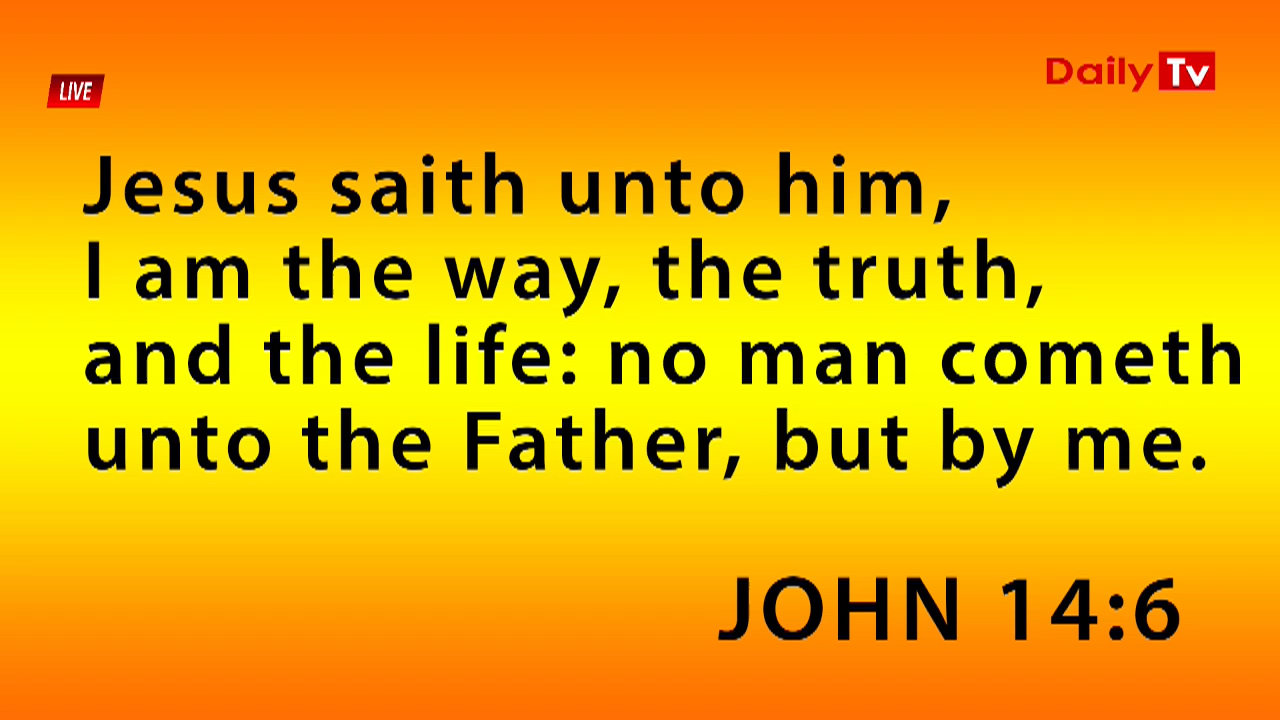 LIVE
Daily Tv
Jesus saith unto him,
I am the way, the truth,
and the life: no man cometh
unto the Father, but by me.
JOHN 14:6